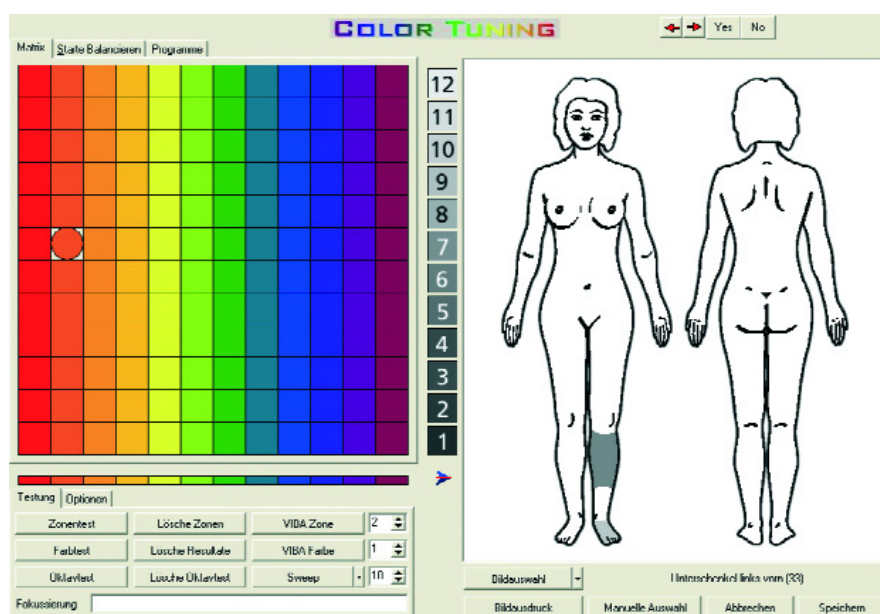 COLOR TUNING
Yes No
Matrix Starte Balancieren Programme
12
11
10
9
8
7
6
5
4
3
2
1
Testung Optionen
Zonentest Lösche Zonen VIBA Zone 2
Farbtest Lösche Resultate VIBA Farbe 1
Oktavtest Lösche Oktavtest Sweep 10
Fokussierung
Bildauswahl Unterschenkel links vorn (33)
Bildausdruck Manuelle Auswahl Abbrechen Speichern